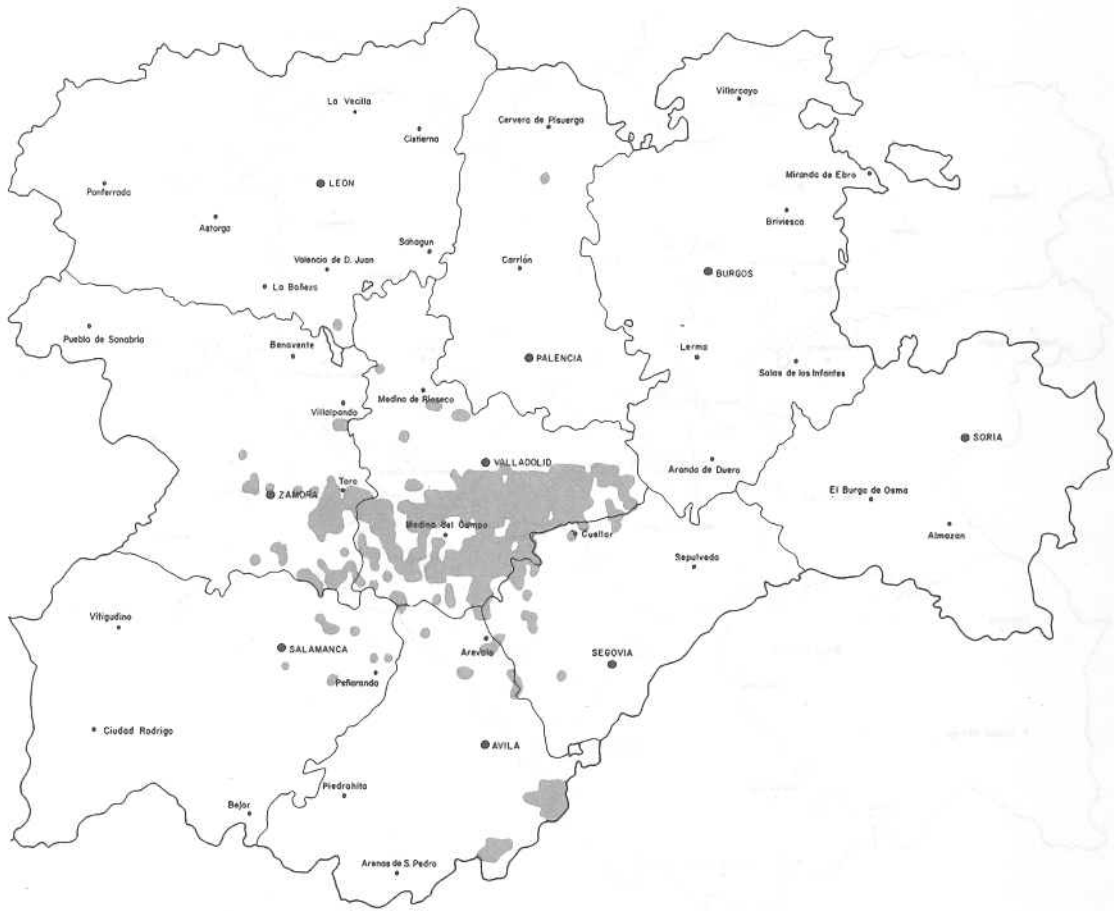 Villarcayo
La Vecilla
Cistierna
Cervera de Pisuerga
Miranda de Ebro
Ponferrada
LEON
Briviesca
Astorga
Sahagun
Carrión
Valencia de D. Juan
BURGOS
La Bañeza
Puebla de Sanabria
Benavente
PALENCIA
Lerma
Salas de los Infantes
Medina de Rioseco
Villalpando
SORIA
VALLADOLID
Aranda de Duero
Toro
ZAMORA
El Burgo de Osma
Medina del Campo
Cuellar
Almazan
Sepulveda
Vitigudino
SALAMANCA
Arevalo
SEGOVIA
Peñaranda
Ciudad Rodrigo
AVILA
Piedrahita
Bejar
Arenas de S. Pedro